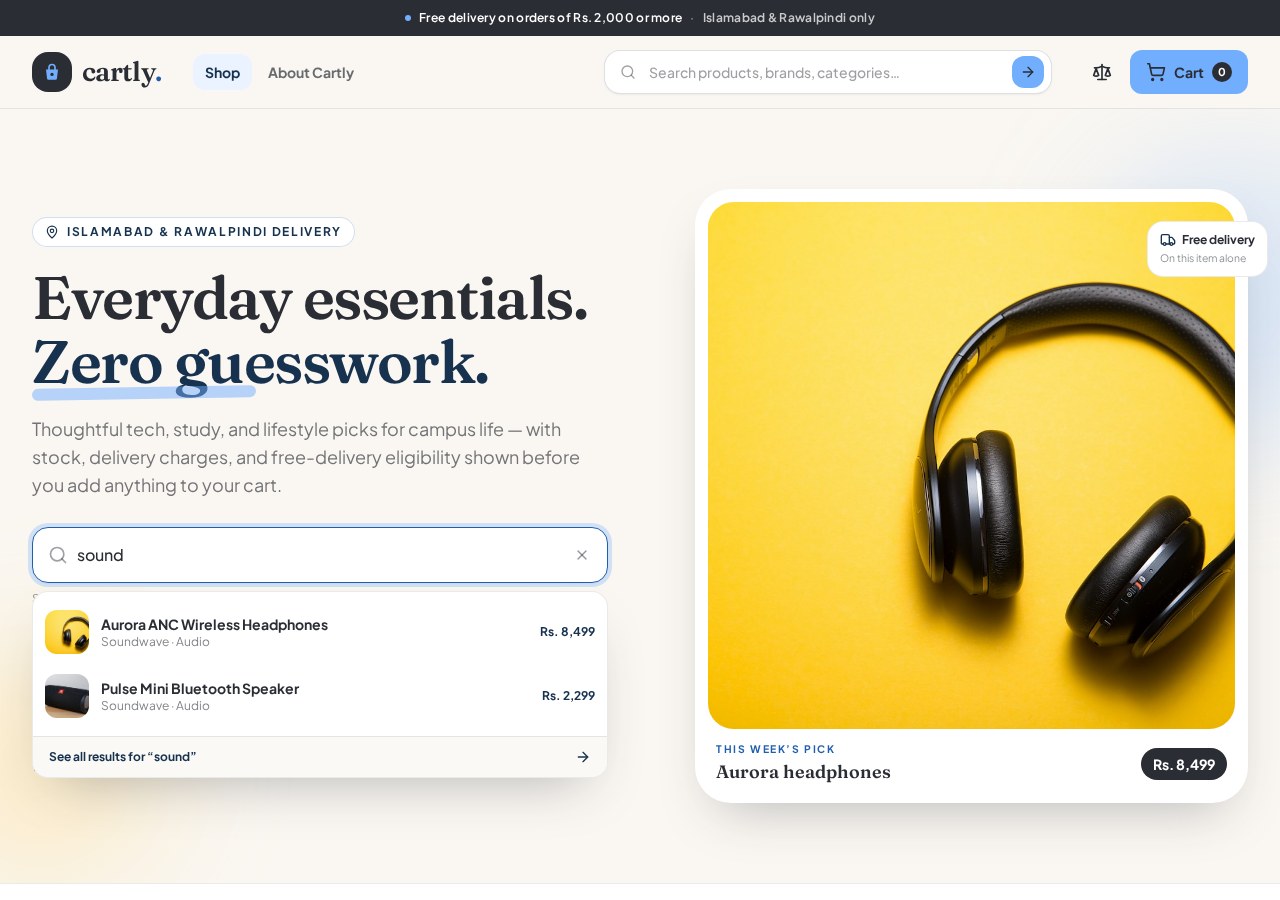 Free delivery on orders of Rs. 2,000 or more · Islamabad & Rawalpindi only
cartly.
Shop
About Cartly
Search products, brands, categories...
Cart
0
ISLAMABAD & RAWALPINDI DELIVERY
Everyday essentials.
Zero guesswork.
Thoughtful tech, study, and lifestyle picks for campus life — with
stock, delivery charges, and free-delivery eligibility shown before
you add anything to your cart.
sound
Aurora ANC Wireless Headphones
Soundwave · Audio
Rs. 8,499
Pulse Mini Bluetooth Speaker
Soundwave · Audio
Rs. 2,299
See all results for “sound”
Free delivery
On this item alone
THIS WEEK’S PICK
Aurora headphones
Rs. 8,499